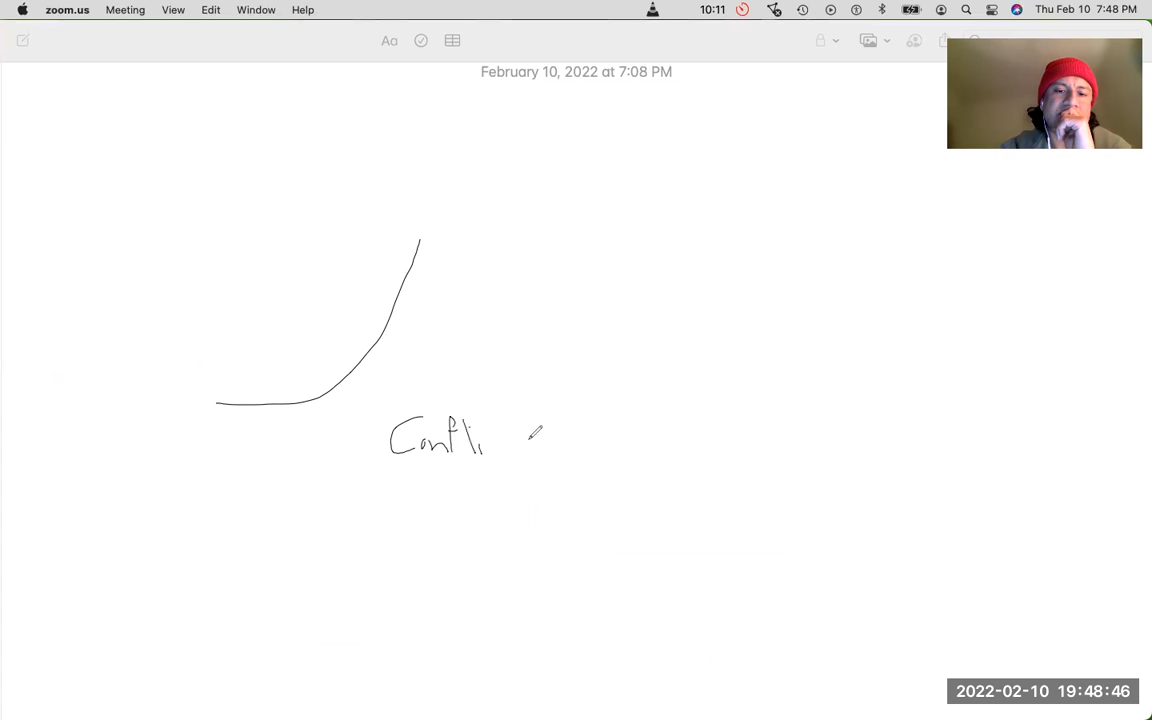 zoom.us Meeting View Edit Window Help 10:11 Thu Feb 10 7:48 PM
Aa
February 10, 2022 at 7:08 PM
Confli
2022-02-10 19:48:46